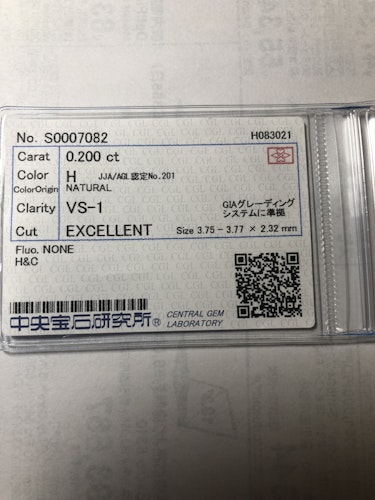 No. S0007082 H083021
Carat 0.200 ct
Color H JJA/AGL認定No.201
ColorOrigin NATURAL
Clarity VS-1 GIAグレーディング
システムに準拠
Cut EXCELLENT Size 3.75 - 3.77 × 2.32 mm
Fluo. NONE
H&C
中央宝石研究所® CENTRAL GEM
LABORATORY